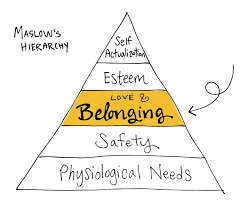 MASLOW'S
HIERARCHY
Self
Actualization
Esteem
LOVE &
Belonging
Safety
Physiological Needs